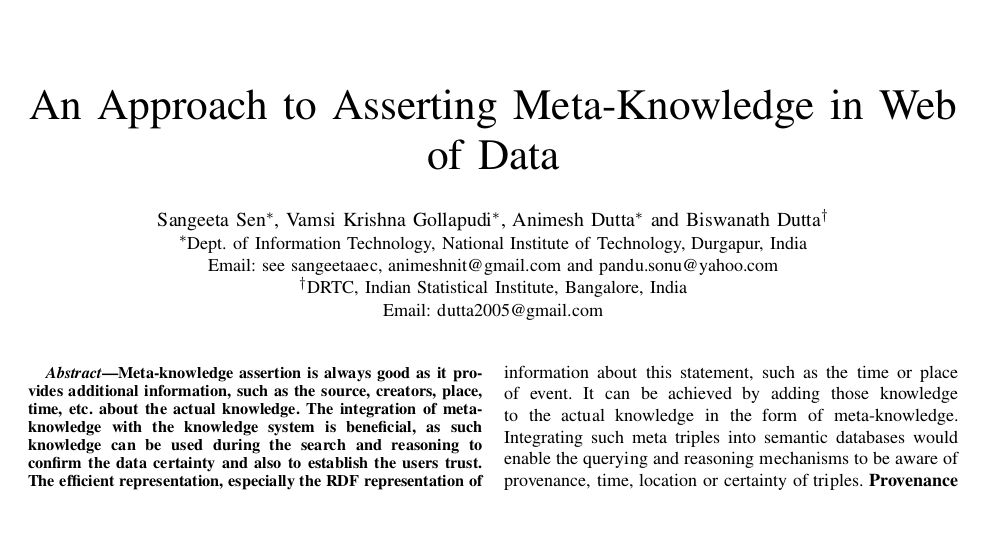 An Approach to Asserting Meta-Knowledge in Web
of Data
Sangeeta Sen*, Vamsi Krishna Gollapudi*, Animesh Dutta* and Biswanath Dutta†
*Dept. of Information Technology, National Institute of Technology, Durgapur, India
Email: see sangeetaaec, animeshnit@gmail.com and pandu.sonu@yahoo.com
†DRTC, Indian Statistical Institute, Bangalore, India
Email: dutta2005@gmail.com
Abstract—Meta-knowledge assertion is always good as it pro-
vides additional information, such as the source, creators, place,
time, etc. about the actual knowledge. The integration of meta-
knowledge with the knowledge system is beneficial, as such
knowledge can be used during the search and reasoning to
confirm the data certainty and also to establish the users trust.
The efficient representation, especially the RDF representation of
information about this statement, such as the time or place
of event. It can be achieved by adding those knowledge
to the actual knowledge in the form of meta-knowledge.
Integrating such meta triples into semantic databases would
enable the querying and reasoning mechanisms to be aware of
provenance, time, location or certainty of triples. Provenance